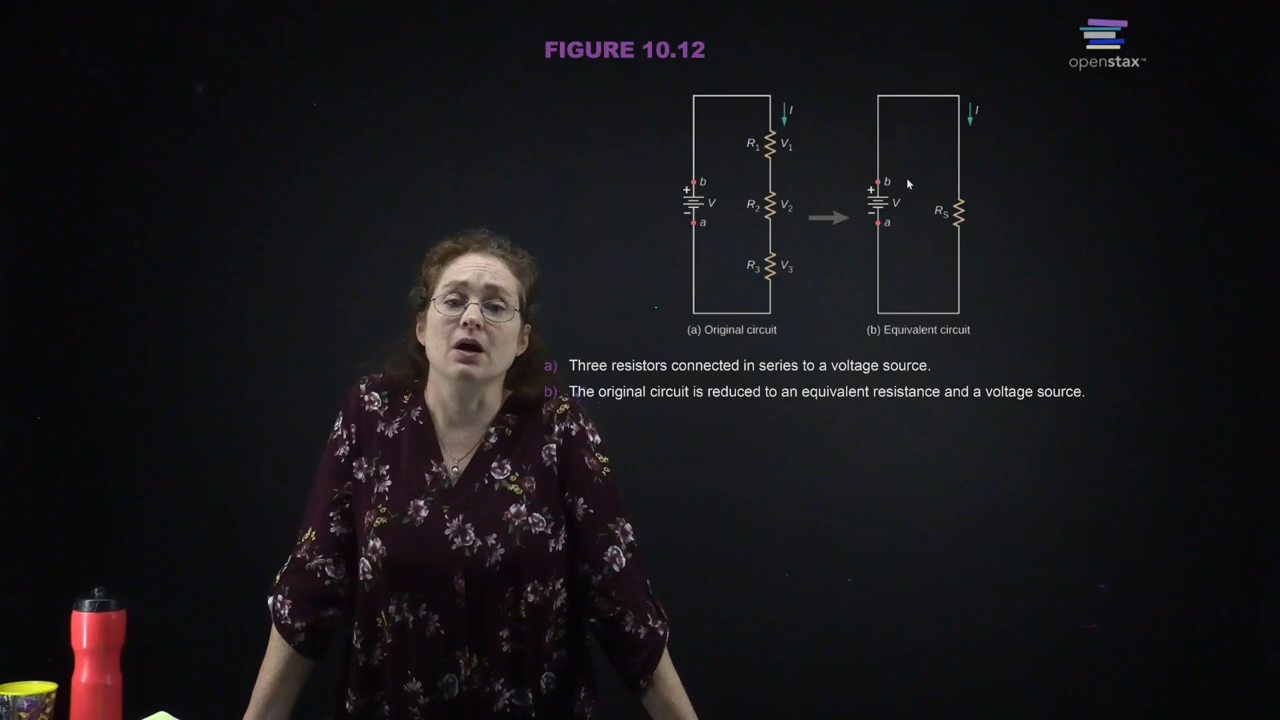 FIGURE 10.12
openstax™
I
I
R1 V1
b
b
+
+
V
R2 V2
V
RS
−
−
a
a
R3 V3
(a) Original circuit
(b) Equivalent circuit
a) Three resistors connected in series to a voltage source.
b) The original circuit is reduced to an equivalent resistance and a voltage source.